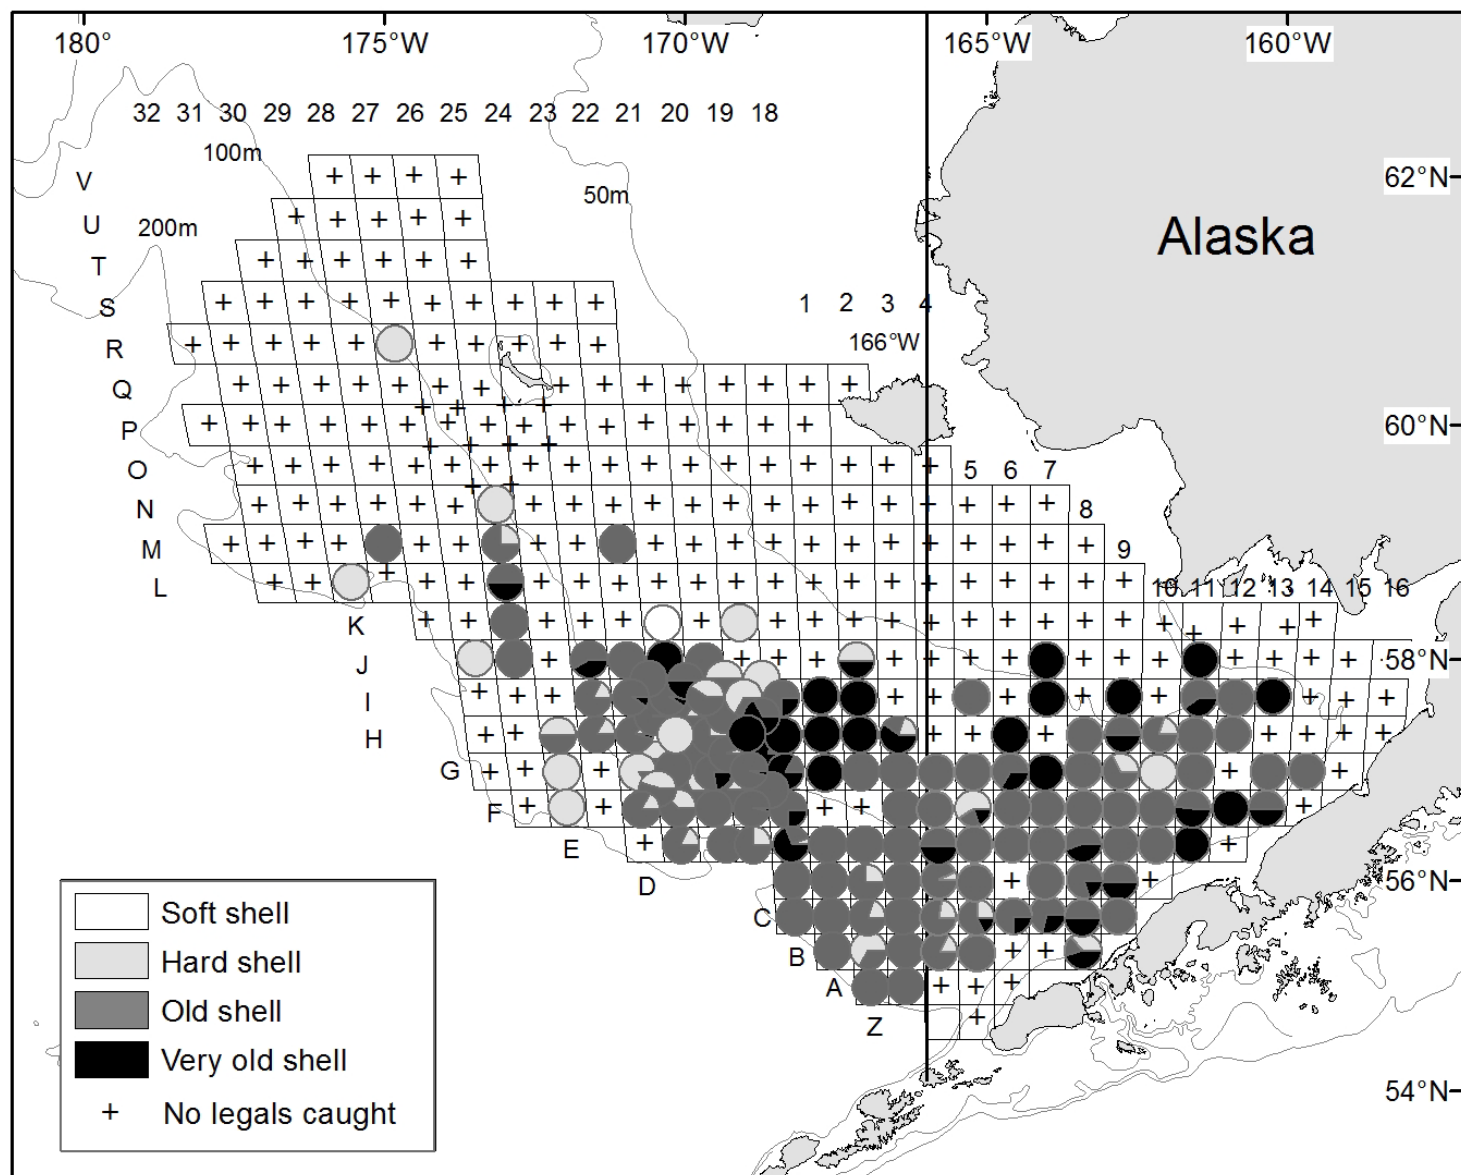 180° 175°W 170°W 165°W 160°W
32 31 30 29 28 27 26 25 24 23 22 21 20 19 18
100m
V
62°N
50m
U
200m
Alaska
T
S
1 2 3 4
R
166°W
Q
P
60°N
O
5 6 7
N
8
M
9
L
10 11 12 13 14 15 16
K
J
58°N
I
H
G
F
E
D
56°N
C
B
A
Z
54°N
Soft shell
Hard shell
Old shell
Very old shell
+ No legals caught